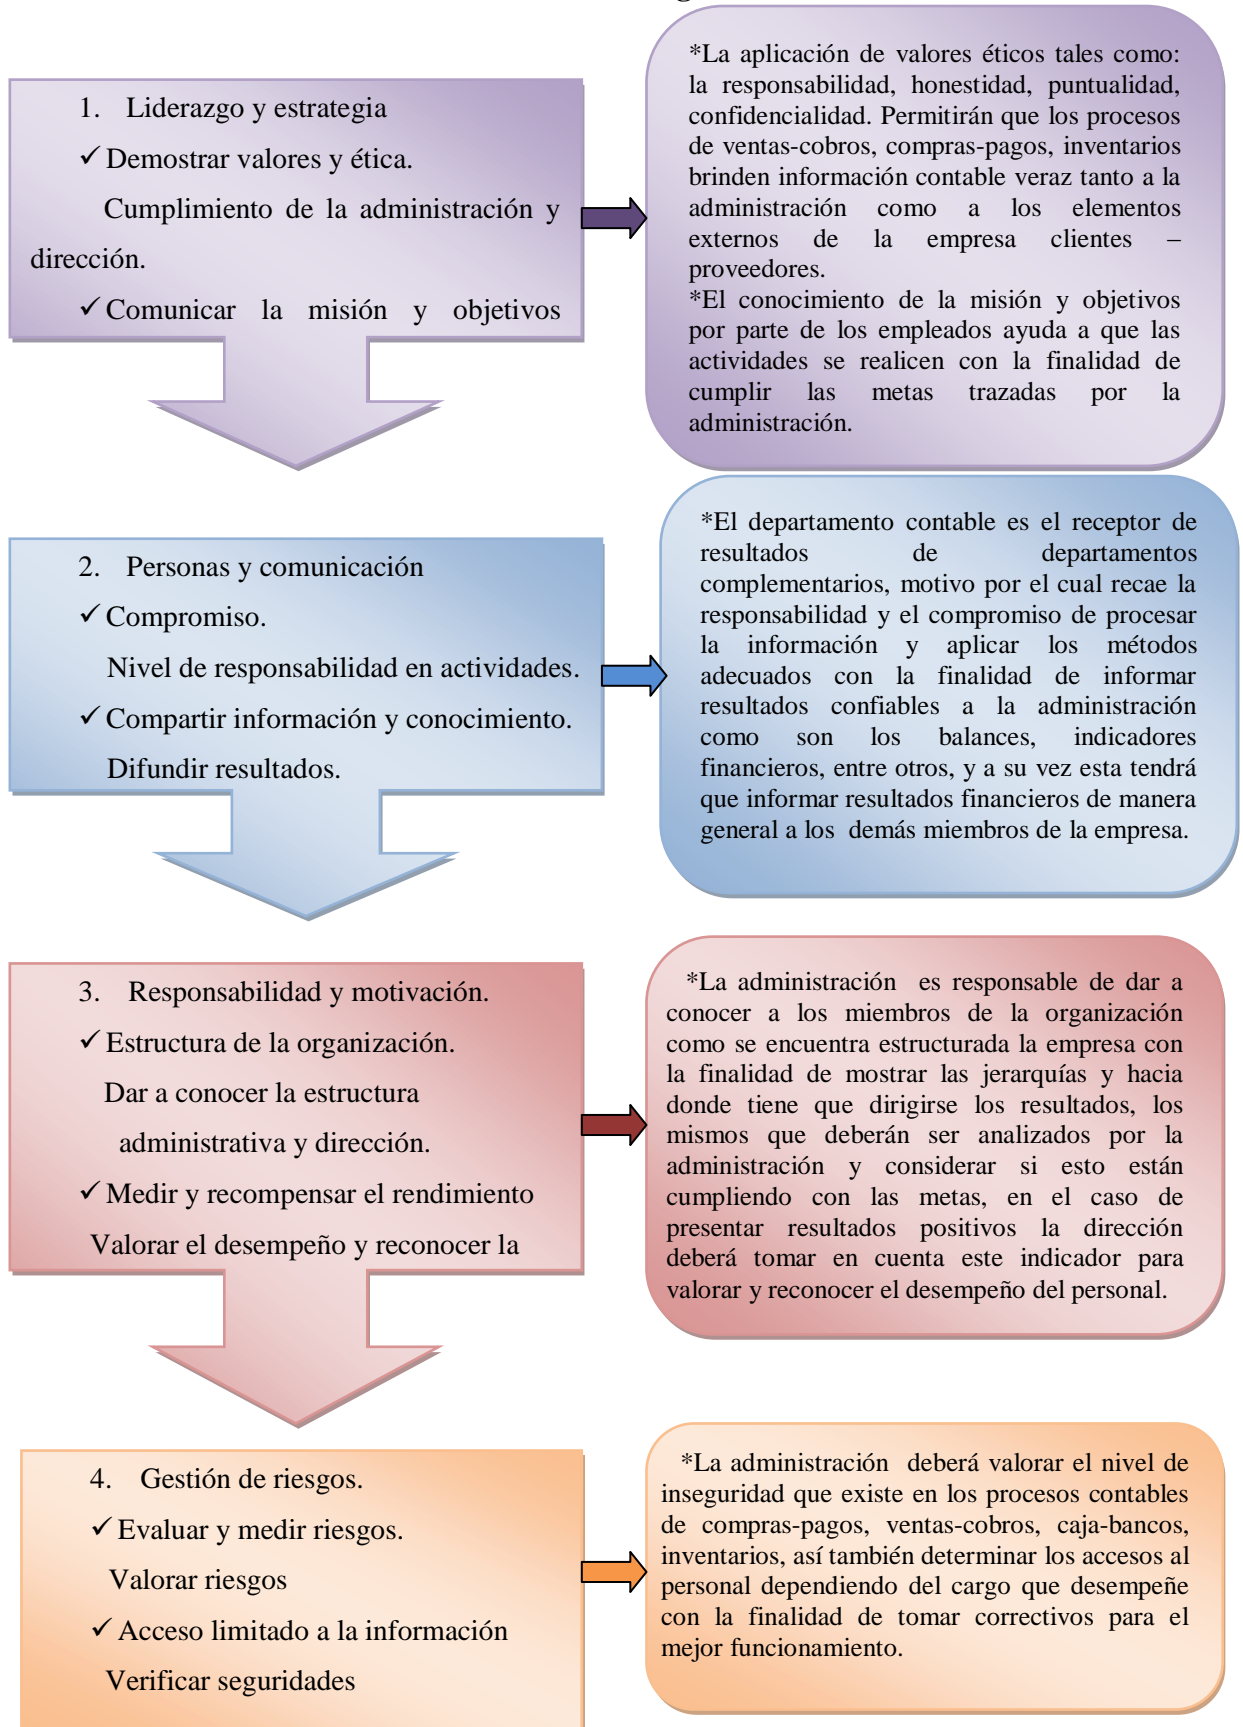 1. Liderazgo y estrategia
✓ Demostrar valores y ética.
Cumplimiento de la administración y
dirección.
✓ Comunicar la misión y objetivos
*La aplicación de valores éticos tales como:
la responsabilidad, honestidad, puntualidad,
confidencialidad. Permitirán que los procesos
de ventas-cobros, compras-pagos, inventarios
brinden información contable veraz tanto a la
administración como a los elementos
externos de la empresa clientes –
proveedores.
*El conocimiento de la misión y objetivos
por parte de los empleados ayuda a que las
actividades se realicen con la finalidad de
cumplir las metas trazadas por la
administración.
2. Personas y comunicación
✓ Compromiso.
Nivel de responsabilidad en actividades.
✓ Compartir información y conocimiento.
Difundir resultados.
*El departamento contable es el receptor de
resultados de departamentos
complementarios, motivo por el cual recae la
responsabilidad y el compromiso de procesar
la información y aplicar los métodos
adecuados con la finalidad de informar
resultados confiables a la administración
como son los balances, indicadores
financieros, entre otros, y a su vez esta tendrá
que informar resultados financieros de manera
general a los demás miembros de la empresa.
3. Responsabilidad y motivación.
✓ Estructura de la organización.
Dar a conocer la estructura
administrativa y dirección.
✓ Medir y recompensar el rendimiento
Valorar el desempeño y reconocer la
*La administración es responsable de dar a
conocer a los miembros de la organización
como se encuentra estructurada la empresa con
la finalidad de mostrar las jerarquías y hacia
donde tiene que dirigirse los resultados, los
mismos que deberán ser analizados por la
administración y considerar si esto están
cumpliendo con las metas, en el caso de
presentar resultados positivos la dirección
deberá tomar en cuenta este indicador para
valorar y reconocer el desempeño del personal.
4. Gestión de riesgos.
✓ Evaluar y medir riesgos.
Valorar riesgos
✓ Acceso limitado a la información
Verificar seguridades
*La administración deberá valorar el nivel de
inseguridad que existe en los procesos contables
de compras-pagos, ventas-cobros, caja-bancos,
inventarios, así también determinar los accesos al
personal dependiendo del cargo que desempeñe
con la finalidad de tomar correctivos para el
mejor funcionamiento.